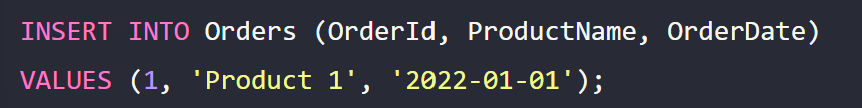 INSERT INTO Orders (OrderId, ProductName, OrderDate)
VALUES (1, 'Product 1', '2022-01-01');